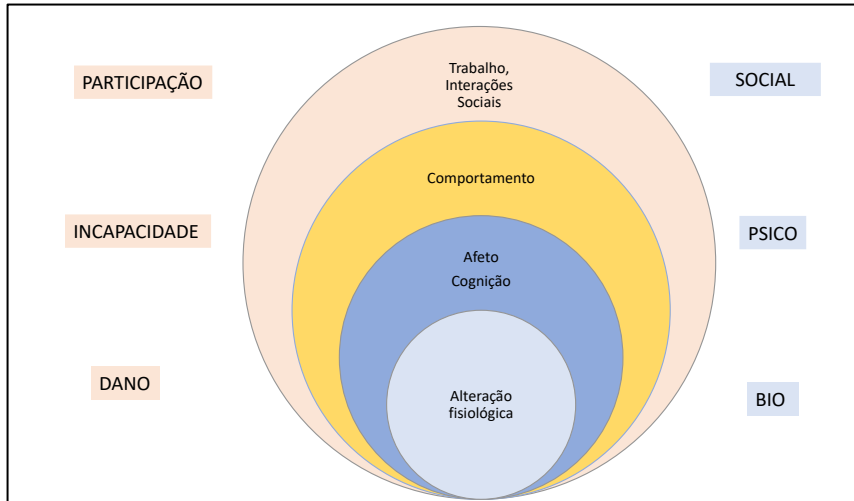 PARTICIPAÇÃO
Trabalho,
Interações
Sociais
SOCIAL
Comportamento
INCAPACIDADE
PSICO
Afeto
Cognição
DANO
Alteração
fisiológica
BIO